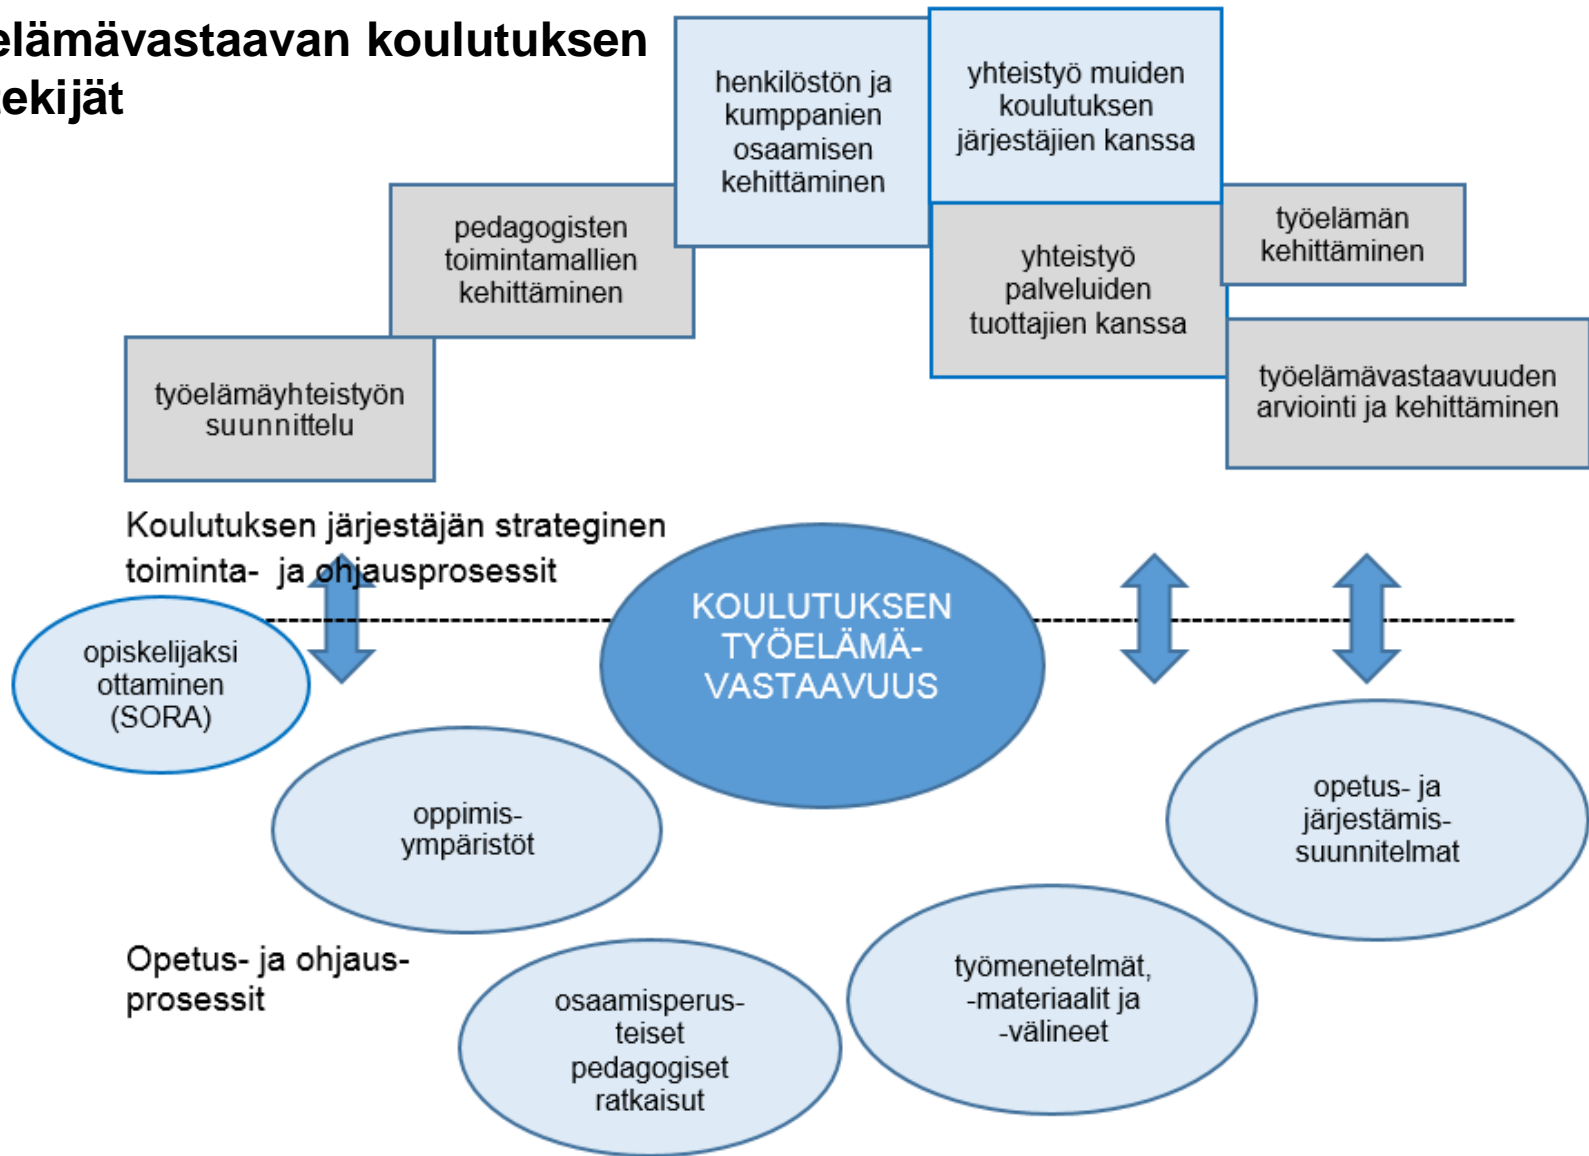 elämävastaavan koulutuksen
tekijät
henkilöstön ja
kumppanien
osaamisen
kehittäminen
yhteistyö muiden
koulutuksen
järjestäjien kanssa
pedagogisten
toimintamallien
kehittäminen
yhteistyö
palveluiden
tuottajien kanssa
työelämän
kehittäminen
työelämäyhteistyön
suunnittelu
työelämävastaavuuden
arviointi ja kehittäminen
Koulutuksen järjestäjän strateginen
toiminta- ja ohjausprosessit
KOULUTUKSEN
TYÖELÄMÄ-
VASTAAVUUS
opiskelijaksi
ottaminen
(SORA)
oppimis-
ympäristöt
opetus- ja
järjestämis-
suunnitelmat
Opetus- ja ohjaus-
prosessit
osaamisperus-
teiset
pedagogiset
ratkaisut
työmenetelmät,
-materiaalit ja
-välineet